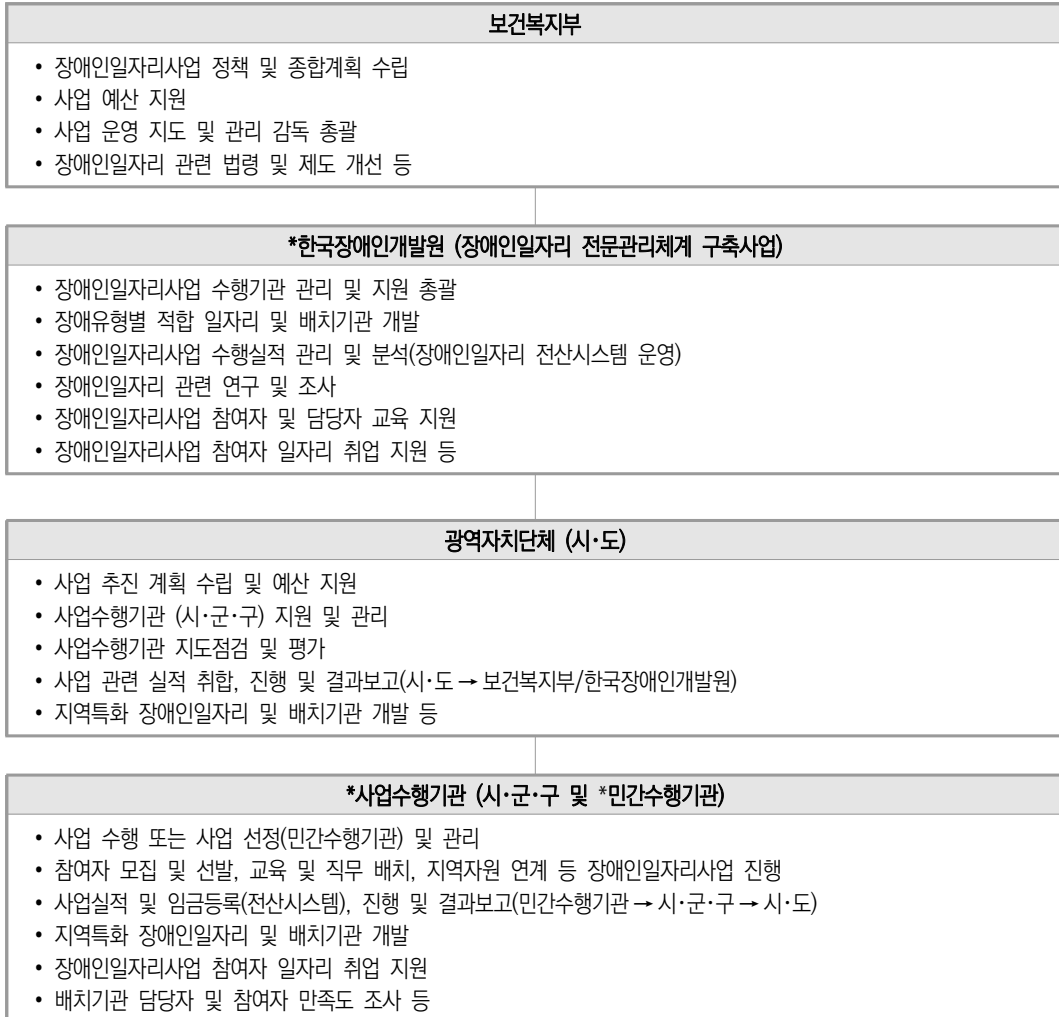 보건복지부
• 장애인일자리사업 정책 및 종합계획 수립
• 사업 예산 지원
• 사업 운영 지도 및 관리 감독 총괄
• 장애인일자리 관련 법령 및 제도 개선 등
*한국장애인개발원 (장애인일자리 전문관리체계 구축사업)
• 장애인일자리사업 수행기관 관리 및 지원 총괄
• 장애유형별 적합 일자리 및 배치기관 개발
• 장애인일자리사업 수행실적 관리 및 분석(장애인일자리 전산시스템 운영)
• 장애인일자리 관련 연구 및 조사
• 장애인일자리사업 참여자 및 담당자 교육 지원
• 장애인일자리사업 참여자 일자리 취업 지원 등
광역자치단체 (시·도)
• 사업 추진 계획 수립 및 예산 지원
• 사업수행기관 (시·군·구) 지원 및 관리
• 사업수행기관 지도점검 및 평가
• 사업 관련 실적 취합, 진행 및 결과보고(시·도 → 보건복지부/한국장애인개발원)
• 지역특화 장애인일자리 및 배치기관 개발 등
*사업수행기관 (시·군·구 및 *민간수행기관)
• 사업 수행 또는 사업 선정(민간수행기관) 및 관리
• 참여자 모집 및 선발, 교육 및 직무 배치, 지역자원 연계 등 장애인일자리사업 진행
• 사업실적 및 임금등록(전산시스템), 진행 및 결과보고(민간수행기관 → 시·군·구 → 시·도)
• 지역특화 장애인일자리 및 배치기관 개발
• 장애인일자리사업 참여자 일자리 취업 지원
• 배치기관 담당자 및 참여자 만족도 조사 등